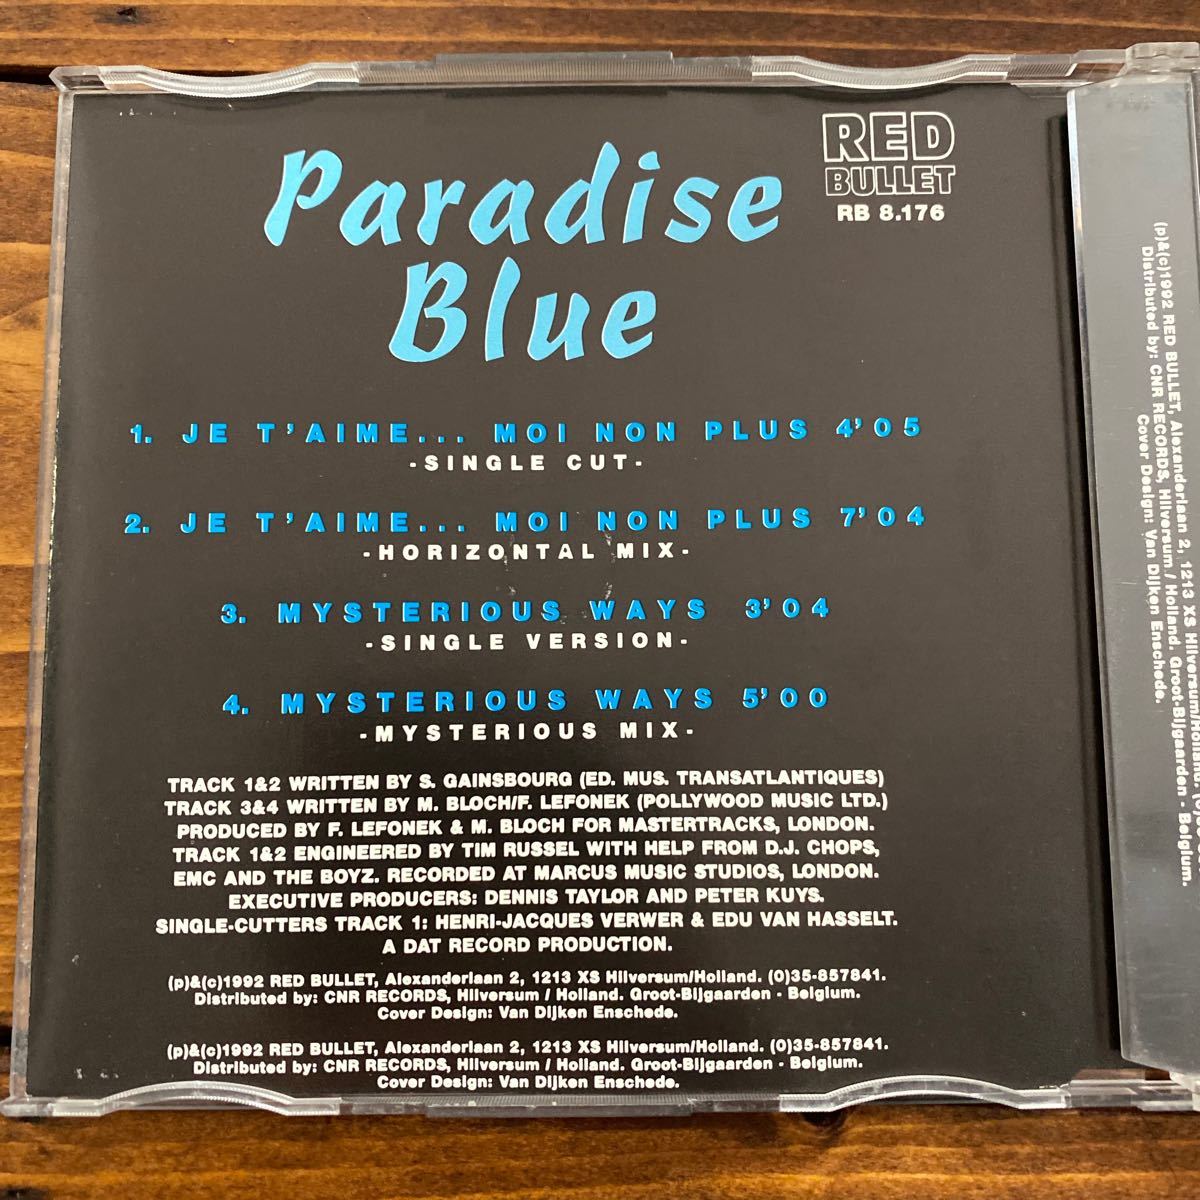 Paradise
Blue
RED
BULLET
RB 8.176
1. JE T'AIME... MOI NON PLUS 4'05
-SINGLE CUT-
2. JE T'AIME... MOI NON PLUS 7'04
-HORIZONTAL MIX-
3. MYSTERIOUS WAYS 3'04
-SINGLE VERSION-
4. MYSTERIOUS WAYS 5'00
-MYSTERIOUS MIX-
TRACK 1&2 WRITTEN BY S. GAINSBOURG (ED. MUS. TRANSATLANTIQUES)
TRACK 3&4 WRITTEN BY M. BLOCH/F. LEFONEK (POLLYWOOD MUSIC LTD.)
PRODUCED BY F. LEFONEK & M. BLOCH FOR MASTERTRACKS, LONDON.
TRACK 1&2 ENGINEERED BY TIM RUSSEL WITH HELP FROM D.J. CHOPS,
EMC AND THE BOYZ. RECORDED AT MARCUS MUSIC STUDIOS, LONDON.
EXECUTIVE PRODUCERS: DENNIS TAYLOR AND PETER KUYS.
SINGLE-CUTTERS TRACK 1: HENRI-JACQUES VERWER & EDU VAN HASSELT.
A DAT RECORD PRODUCTION.
(p)&(c)1992 RED BULLET, Alexanderlaan 2, 1213 XS Hilversum/Holland. (0)35-857841.
Distributed by: CNR RECORDS, Hilversum / Holland. Groot-Bijgaarden - Belgium.
Cover Design: Van Dijken Enschede.
(p)&(c)1992 RED BULLET, Alexanderlaan 2, 1213 XS Hilversum/Holland. (0)35-857841.
Distributed by: CNR RECORDS, Hilversum / Holland. Groot-Bijgaarden - Belgium.
Cover Design: Van Dijken Enschede.
(p)&(c)1992 RED BULLET, Alexanderlaan 2, 1213 XS Hilversum/Holland.
Distributed by: CNR RECORDS, Hilversum / Holland. Groot-Bijgaarden - Belgium.
Cover Design: Van Dijken Enschede.